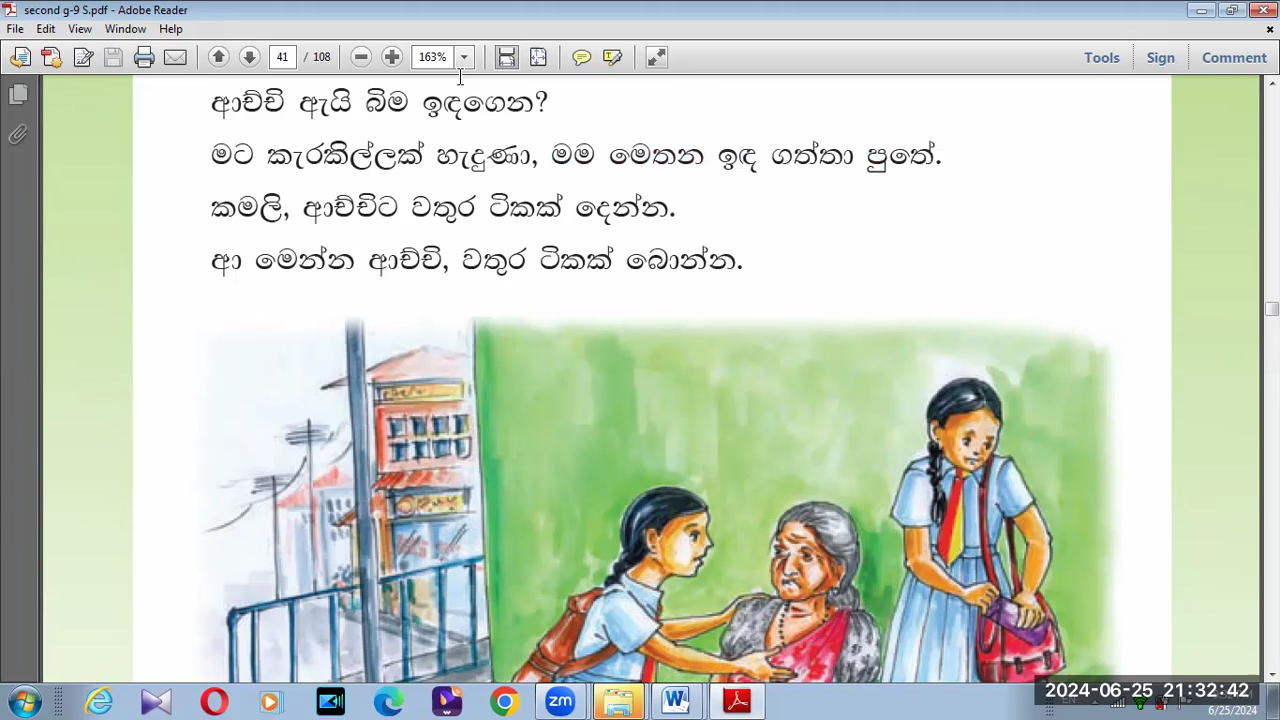 second g-9 S.pdf - Adobe Reader
File Edit View Window Help
41 / 108 163% Tools Sign Comment
ආච්චි ඇයි බිම ඉඳගෙන?
මට කැරකිල්ලක් හැදුණා, මම මෙතන ඉඳ ගත්තා පුතේ.
කමලි, ආච්චිට වතුර ටිකක් දෙන්න.
ආ මෙන්න ආච්චි, වතුර ටිකක් බොන්න.
zm
2024-06-25 21:32:42
6/25/2024